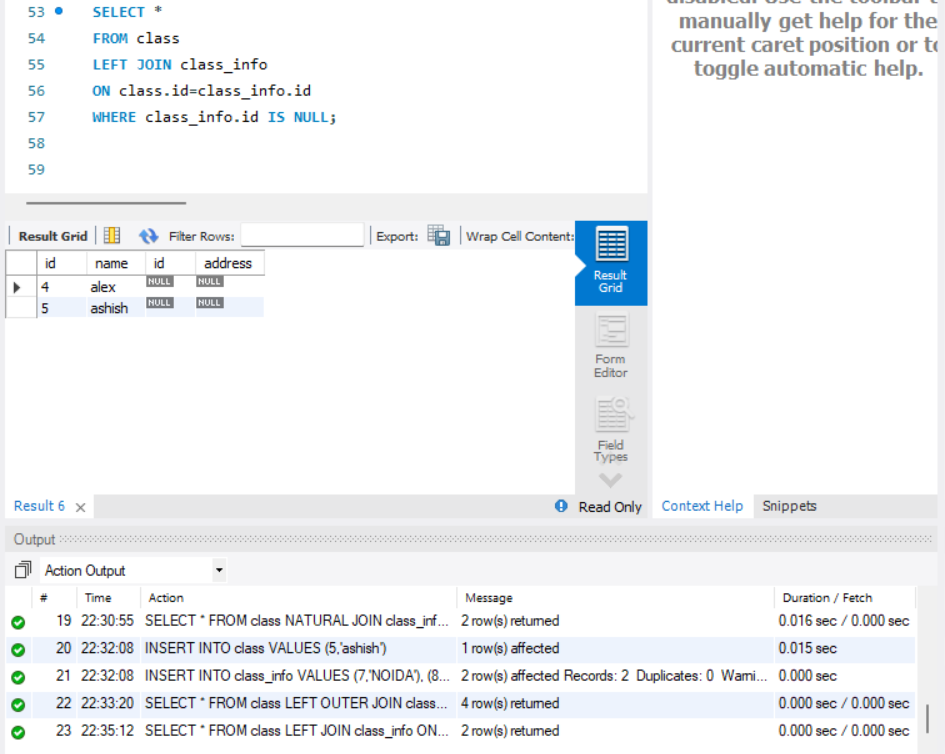 53 SELECT *
54 FROM class
55 LEFT JOIN class_info
56 ON class.id=class_info.id
57 WHERE class_info.id IS NULL;
58
59
manually get help for the
current caret position or to
toggle automatic help.
Result Grid Filter Rows: Export: Wrap Cell Content:
id name id address
4 alex NULL NULL
5 ashish NULL NULL
Result
Grid
Form
Editor
Field
Types
Result 6 Read Only Context Help Snippets
Output
Action Output
# Time Action Message Duration / Fetch
19 22:30:55 SELECT * FROM class NATURAL JOIN class_inf... 2 row(s) returned 0.016 sec / 0.000 sec
20 22:32:08 INSERT INTO class VALUES (5,'ashish') 1 row(s) affected 0.015 sec
21 22:32:08 INSERT INTO class_info VALUES (7,'NOIDA'), (8... 2 row(s) affected Records: 2 Duplicates: 0 Warni... 0.000 sec
22 22:33:20 SELECT * FROM class LEFT OUTER JOIN class... 4 row(s) returned 0.000 sec / 0.000 sec
23 22:35:12 SELECT * FROM class LEFT JOIN class_info ON... 2 row(s) returned 0.000 sec / 0.000 sec